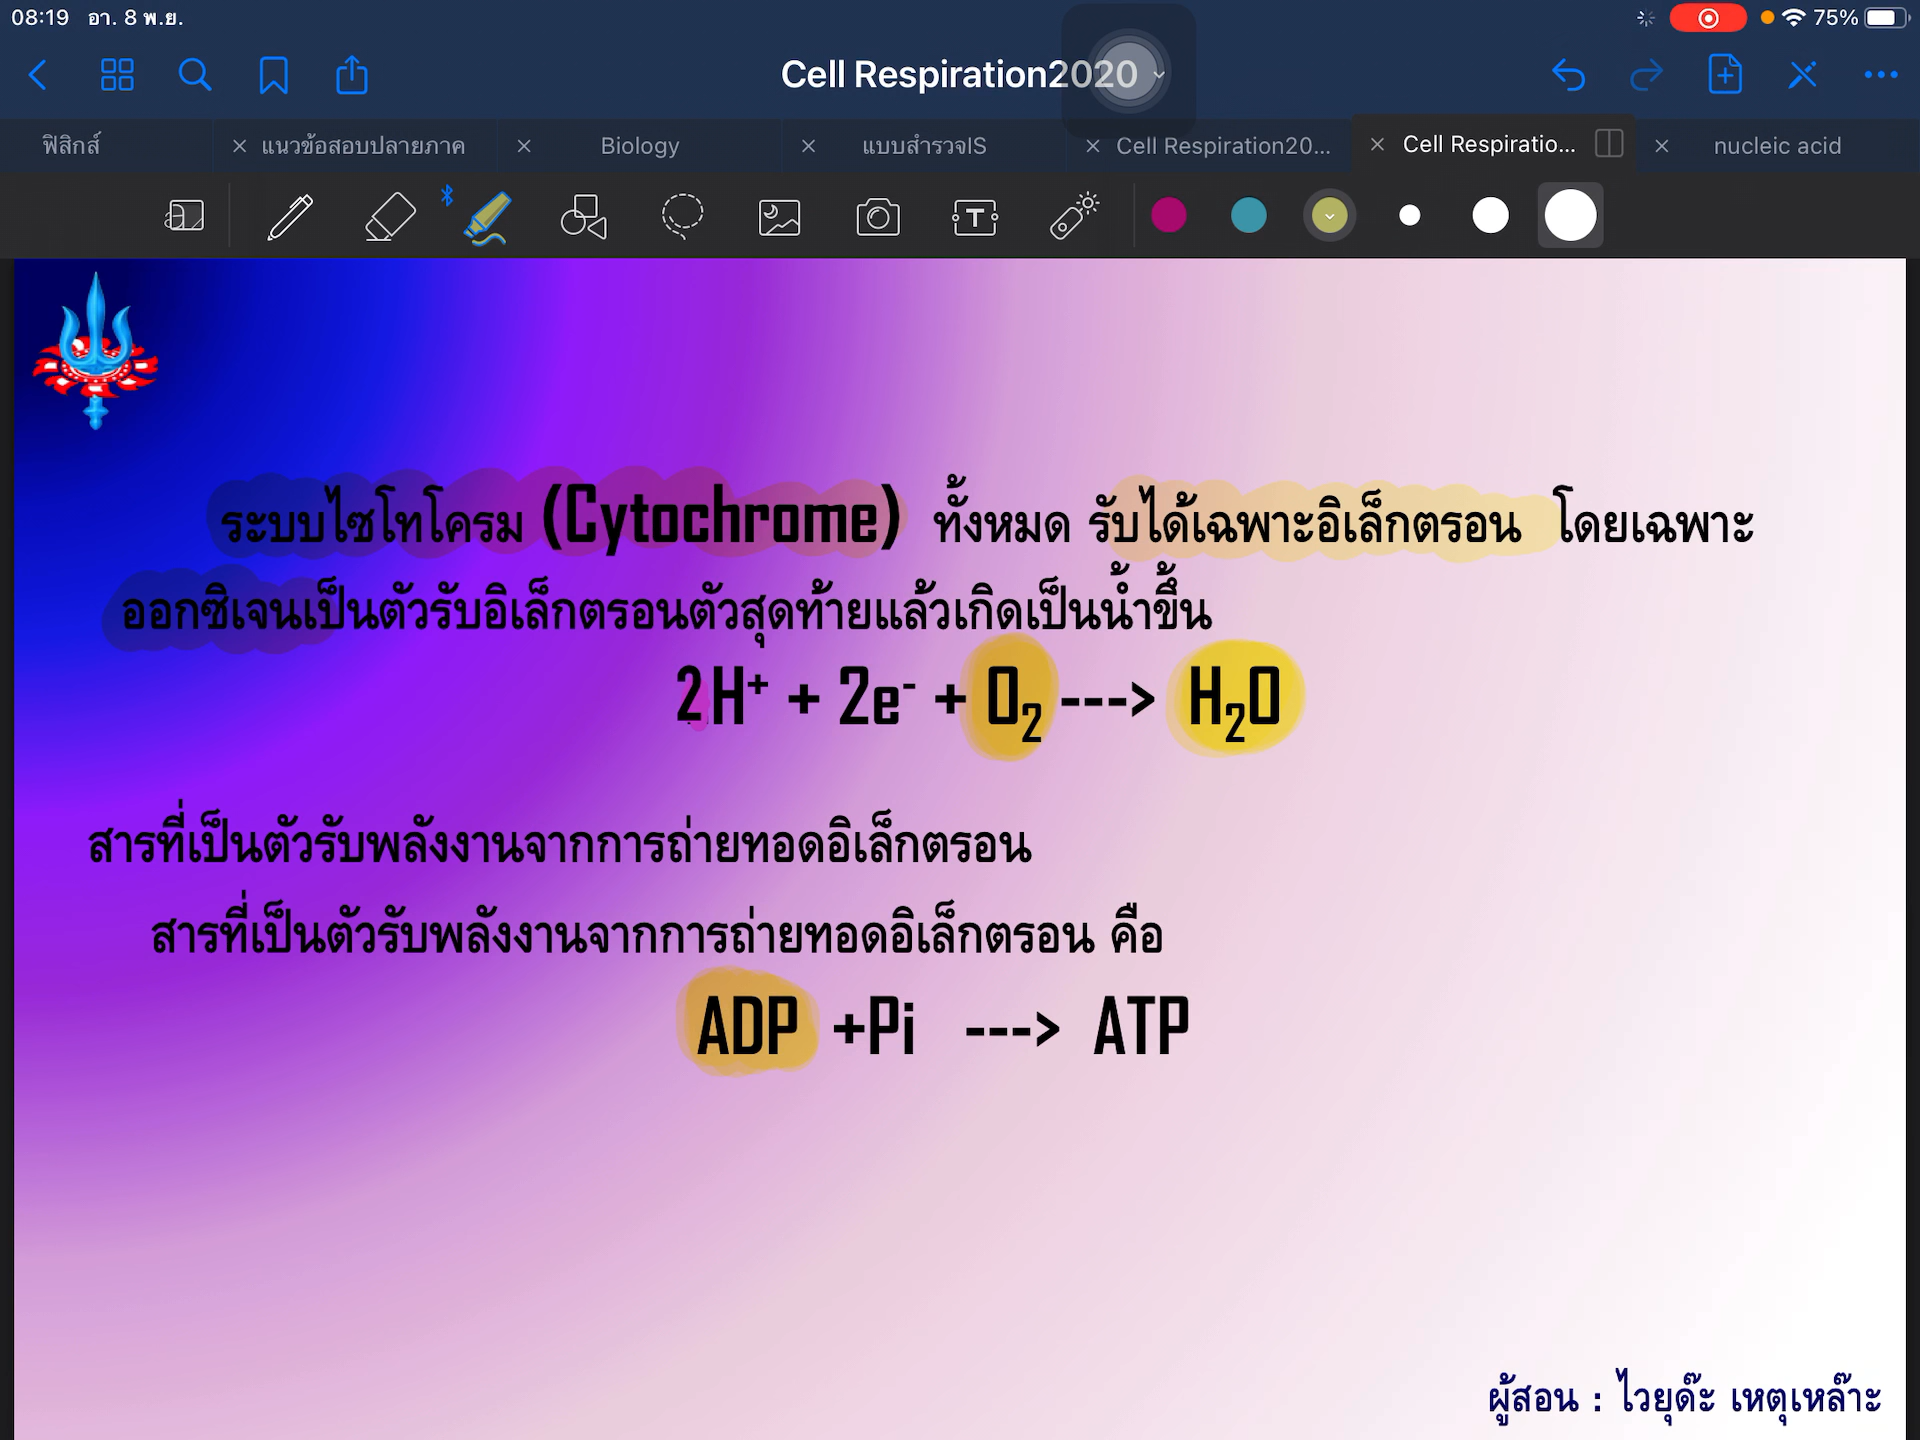 08:19 อา. 8 พ.ย.
75%
Cell Respiration2020
ฟิสิกส์
แนวข้อสอบปลายภาค
Biology
แบบสำรวจIS
Cell Respiration20...
Cell Respiratio...
nucleic acid
ระบบไซโทโครม (Cytochrome) ทั้งหมด รับได้เฉพาะอิเล็กตรอน โดยเฉพาะ
ออกซิเจนเป็นตัวรับอิเล็กตรอนตัวสุดท้ายแล้วเกิดเป็นน้ำขึ้น
2H⁺ + 2e⁻ + O₂ ---> H₂O
สารที่เป็นตัวรับพลังงานจากการถ่ายทอดอิเล็กตรอน
สารที่เป็นตัวรับพลังงานจากการถ่ายทอดอิเล็กตรอน คือ
ADP +Pi ---> ATP
ผู้สอน : ไวยุด๊ะ เหตุเหล๊าะ